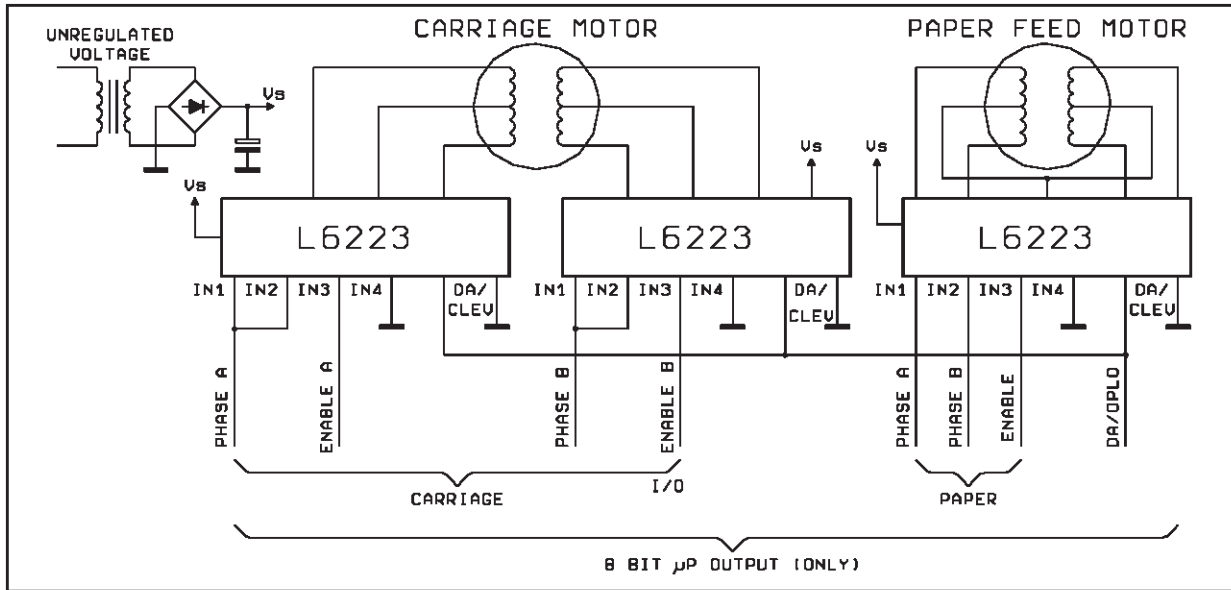 CARRIAGE MOTOR
PAPER FEED MOTOR
UNREGULATED
VOLTAGE
Vs
Vs
Vs
Vs
L6223
L6223
L6223
IN1
IN2
IN3
IN4
DA/
CLEV
IN1
IN2
IN3
IN4
DA/
CLEV
IN1
IN2
IN3
IN4
DA/
CLEV
PHASE A
ENABLE A
PHASE B
ENABLE B
PHASE A
PHASE B
ENABLE
DA/OPLO
CARRIAGE
I/O
PAPER
8 BIT µP OUTPUT (ONLY)